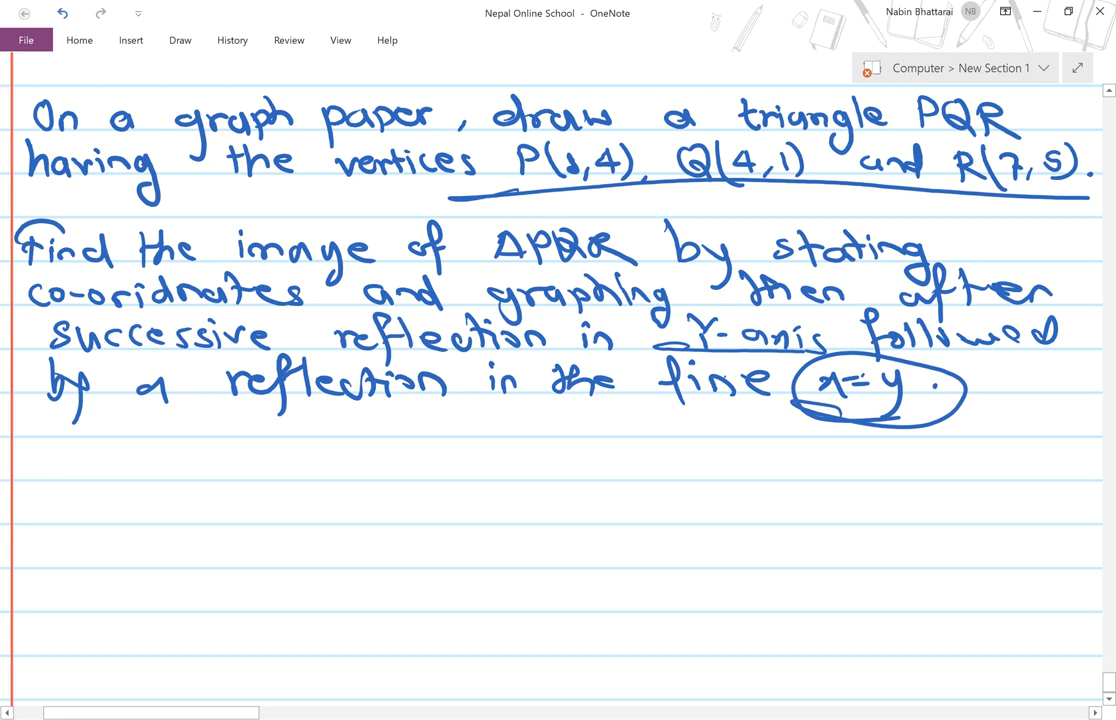 Nepal Online School - OneNote
Nabin Bhattarai NB
File Home Insert Draw History Review View Help
Computer > New Section 1
On a graph paper, draw a triangle PQR
having the vertices P(1,4), Q(4,1) and R(7,5).
Find the image of ΔPQR by stating
co-oridnates and graphing then after
successive reflection in Y-axis followed
by a reflection in the line x=y.